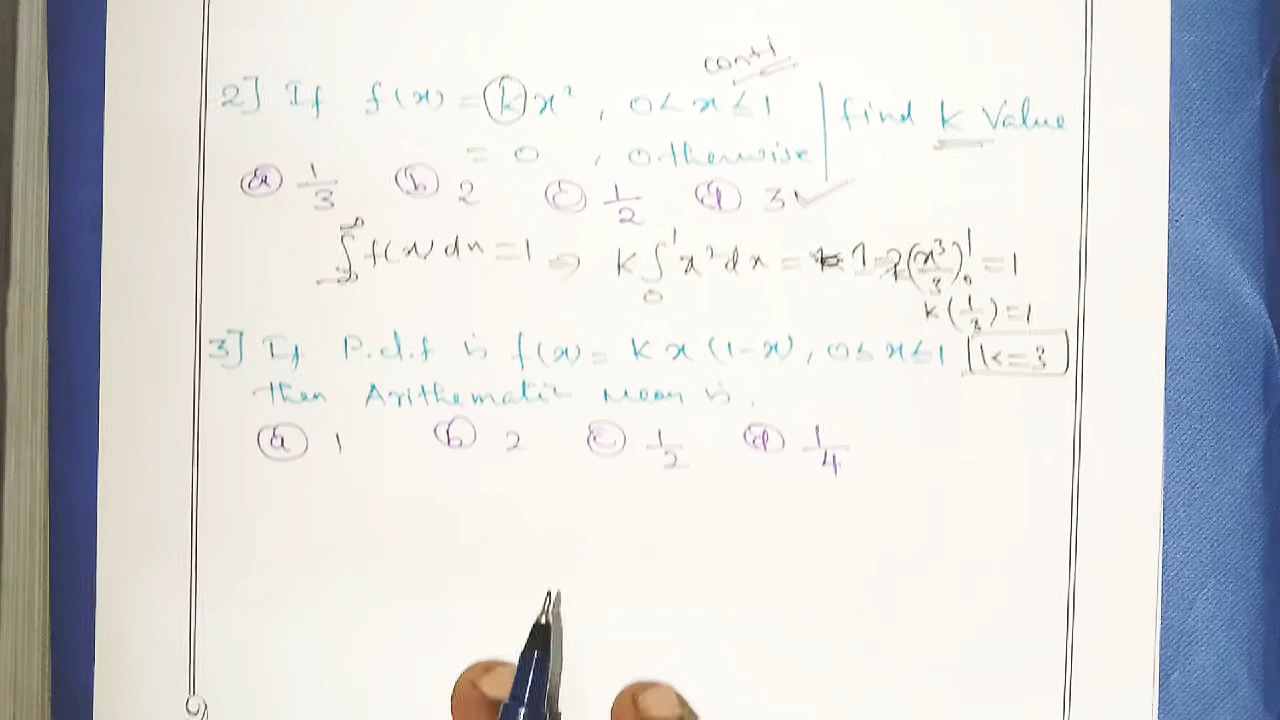 cont1
2] If f(x) = k x², 0 < x ≤ 1 | find k Value
= 0 , otherwise
(a) 1/3 (b) 2 (c) 1/2 (d) 3 ✓
f(x) dx = 1 ⇒ k ∫₀¹ x² dx = (x³/3)₀¹ = 1
k(1/3) = 1
3] If P.d.f is f(x) = k x (1-x), 0 ≤ x ≤ 1 k = 3
then Arithematic mean is.
(a) 1 (b) 2 (c) 1/2 (d) 1/4